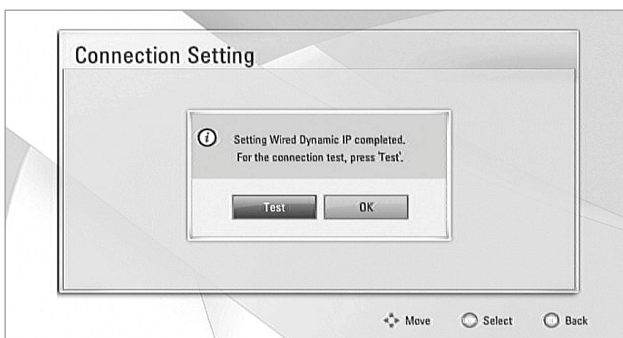 Connection Setting
Setting Wired Dynamic IP completed.
For the connection test, press 'Test'.
Test OK
Move Select Back